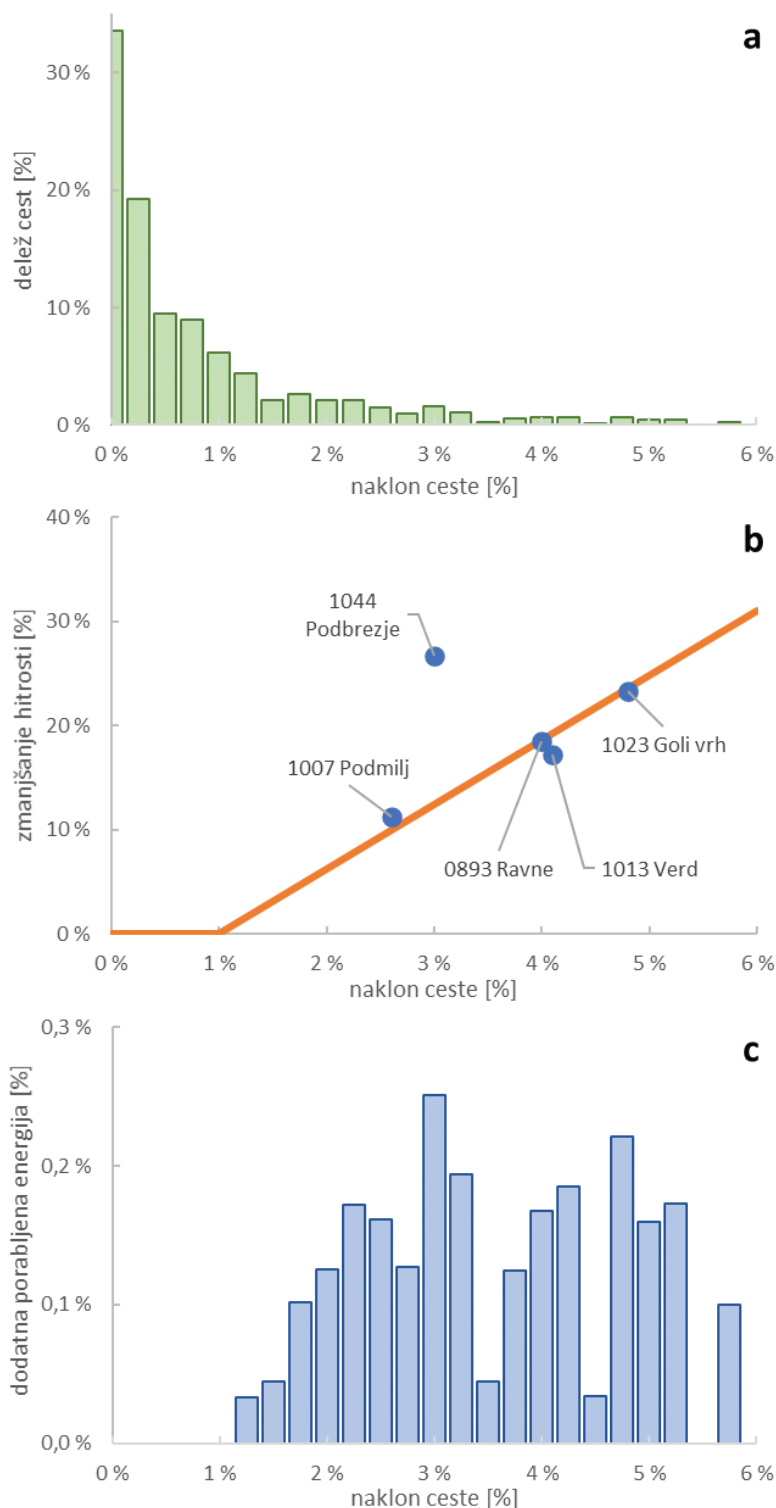 a
30 %
20 %
10 %
0 %
delež cest [%]
0 % 1 % 2 % 3 % 4 % 5 % 6 %
naklon ceste [%]
b
40 %
30 %
20 %
10 %
0 %
zmanjšanje hitrosti [%]
1044
Podbrezje
1007 Podmilj
1023 Goli vrh
0893 Ravne
1013 Verd
0 % 1 % 2 % 3 % 4 % 5 % 6 %
naklon ceste [%]
c
0,3 %
0,2 %
0,1 %
0,0 %
dodatna porabljena energija [%]
0 % 1 % 2 % 3 % 4 % 5 % 6 %
naklon ceste [%]